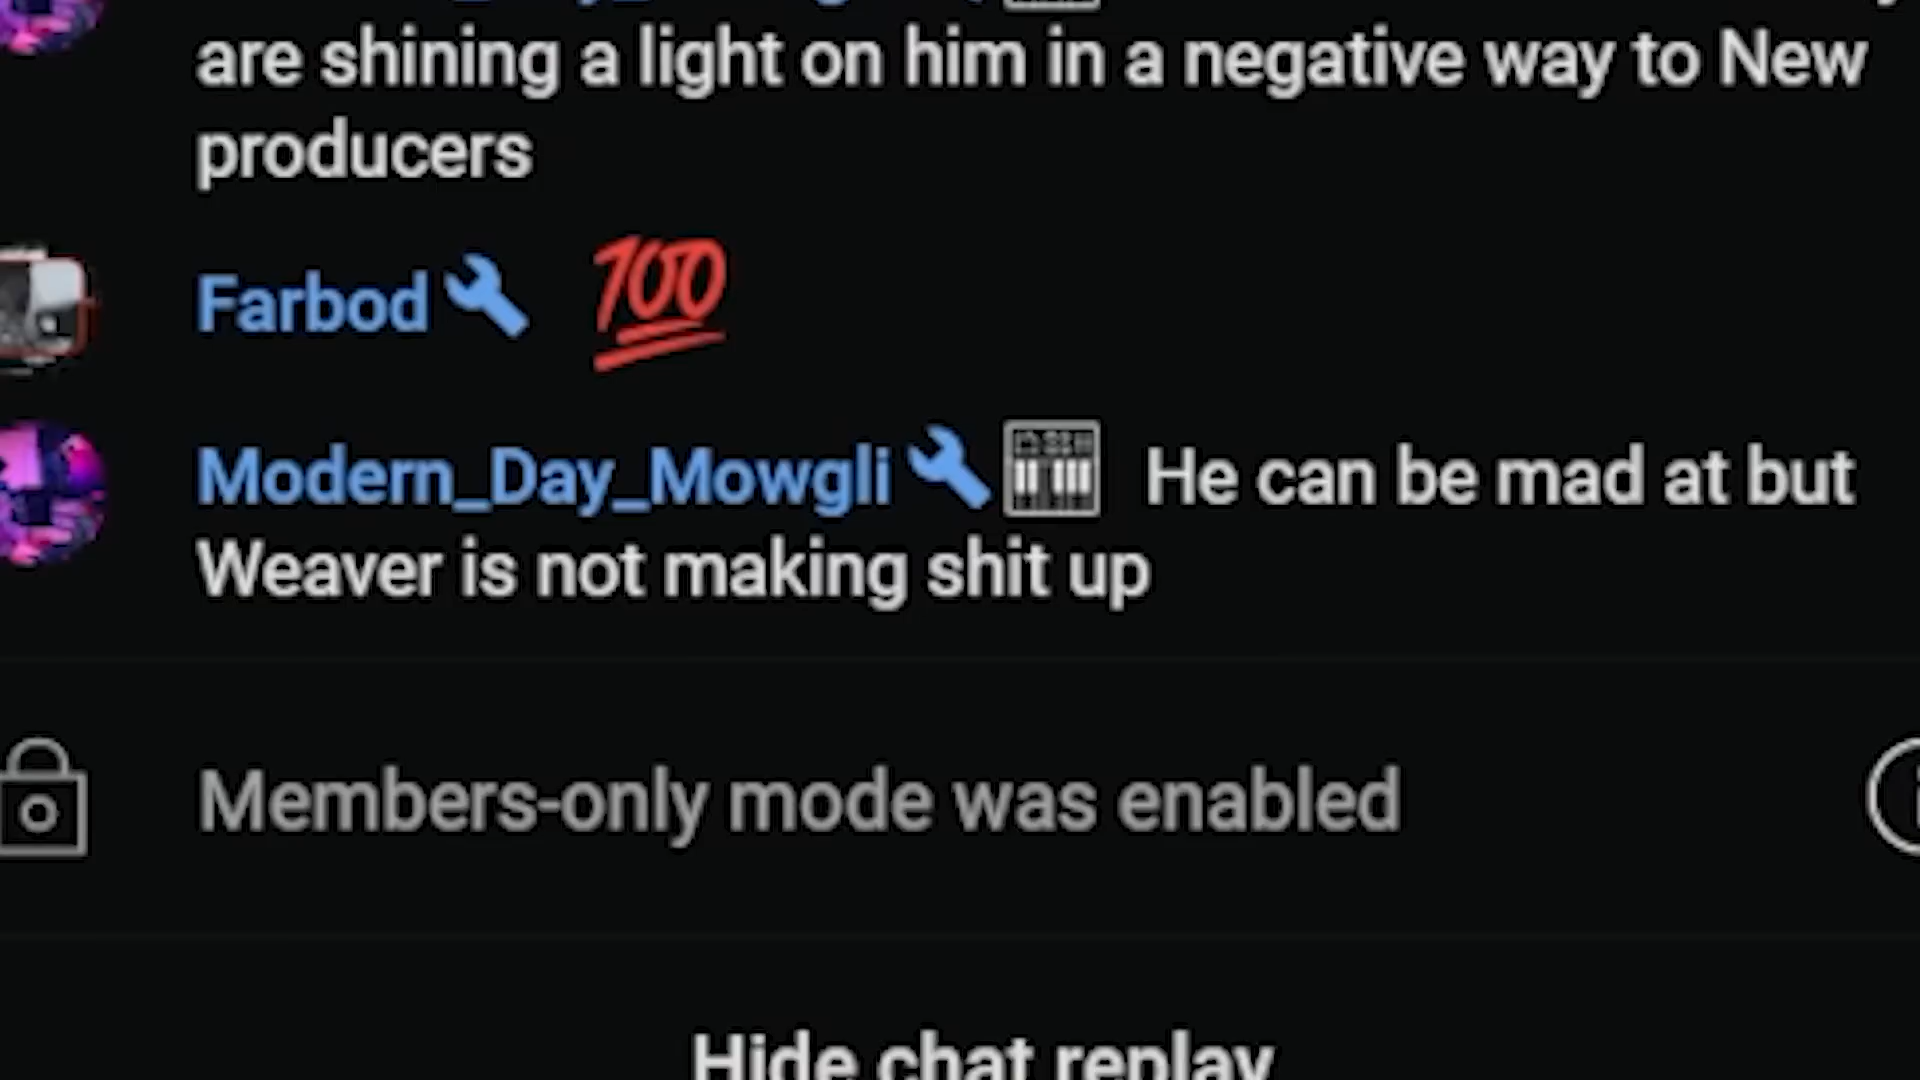 are shining a light on him in a negative way to New
producers
Farbod 💯
Modern_Day_Mowgli He can be mad at but
Weaver is not making shit up
Members-only mode was enabled
Hide chat replay